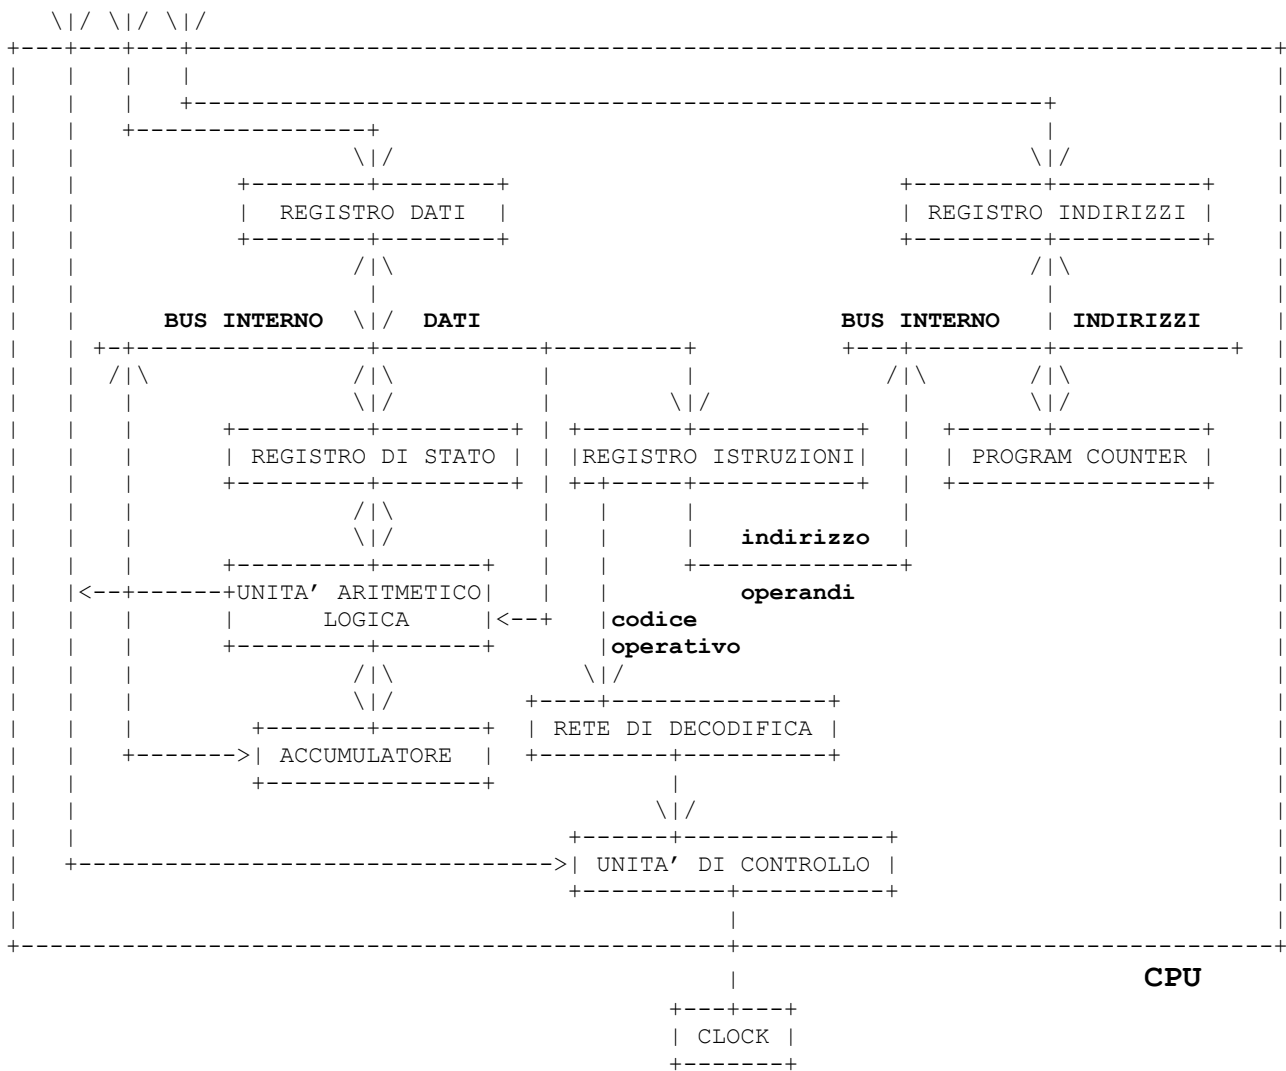 REGISTRO DATI REGISTRO INDIRIZZI
BUS INTERNO DATI BUS INTERNO INDIRIZZI
REGISTRO DI STATO REGISTRO ISTRUZIONI PROGRAM COUNTER
indirizzo
UNITA’ ARITMETICO operandi
LOGICA codice
operativo
RETE DI DECODIFICA
ACCUMULATORE
UNITA’ DI CONTROLLO
CPU
CLOCK